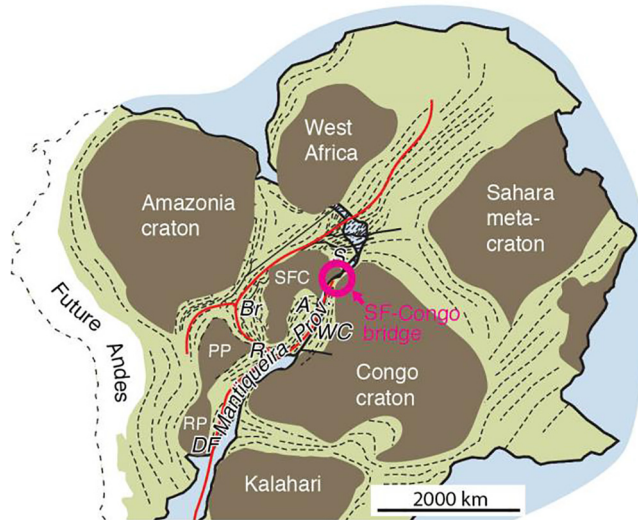 West
Africa
Amazonia
craton
Sahara
meta-
craton
S
SFC
Br
A
SF-Congo
bridge
Future
Andes
WC
PP
R
Mantiqueira Prov
Congo
craton
RP
DF
Kalahari
2000 km